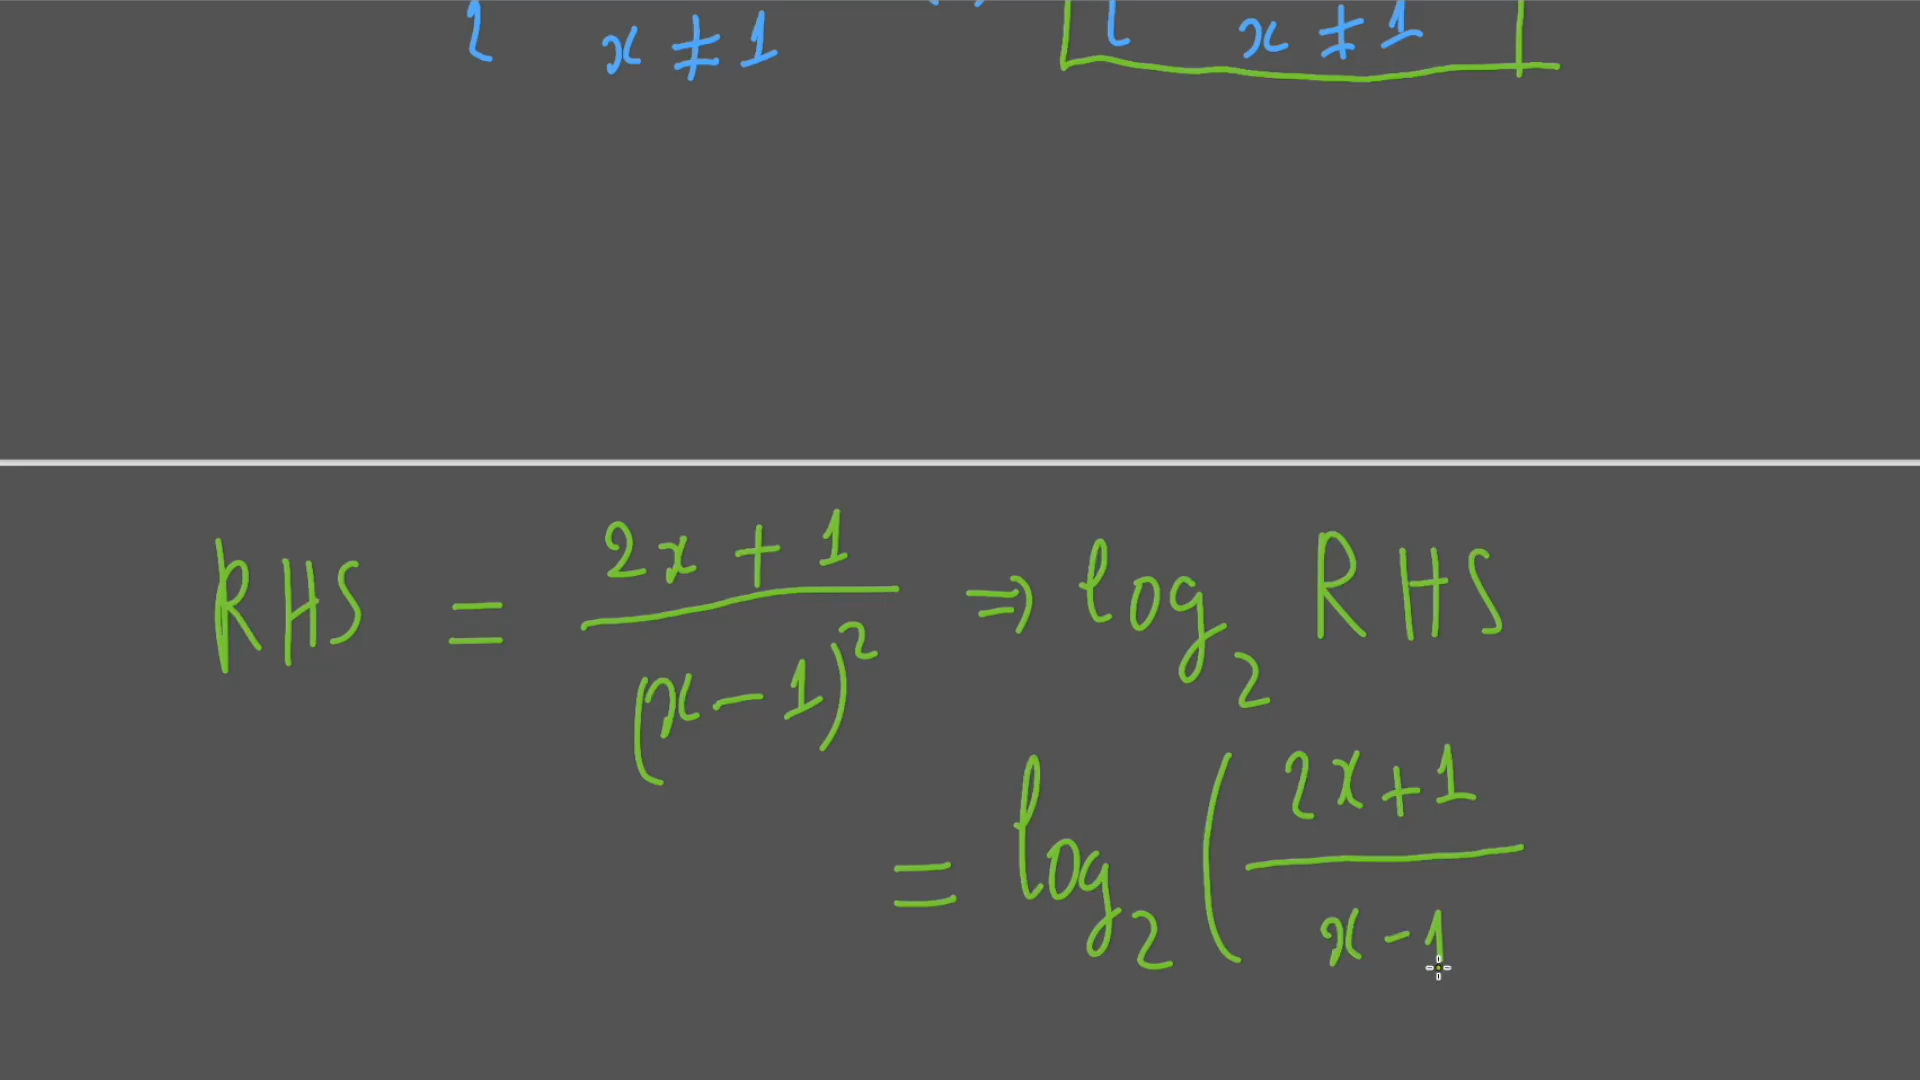 x ≠ 1 x ≠ 1
RHS = (2x + 1)/(x - 1)² ⇒ log₂ RHS
= log₂ ( (2x+1)/(x-1